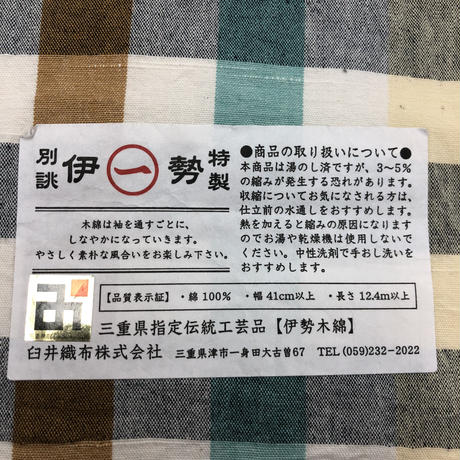 別誂 伊 一 勢 特製
木綿は袖を通すごとに、
しなやかになっていきます。
やさしく素朴な風合いをお楽しみ下さい。
●商品の取り扱いについて●
本商品は湯のし済ですが、3〜5%
の縮みが発生する恐れがあります。
収縮についてお気になされる方は、
仕立前の水通しをおすすめします。
熱を加えると縮みの原因になります
のでお湯や乾燥機は使用しないで
ください。中性洗剤で手お し洗いを
おすすめします。
【品質表示証】 ・綿 100% ・幅 41cm以上 ・長さ 12.4m以上
三重県指定伝統工芸品【伊勢木綿】
臼井織布株式会社 三重県津市一身田大古曽67 TEL (059)232-2022